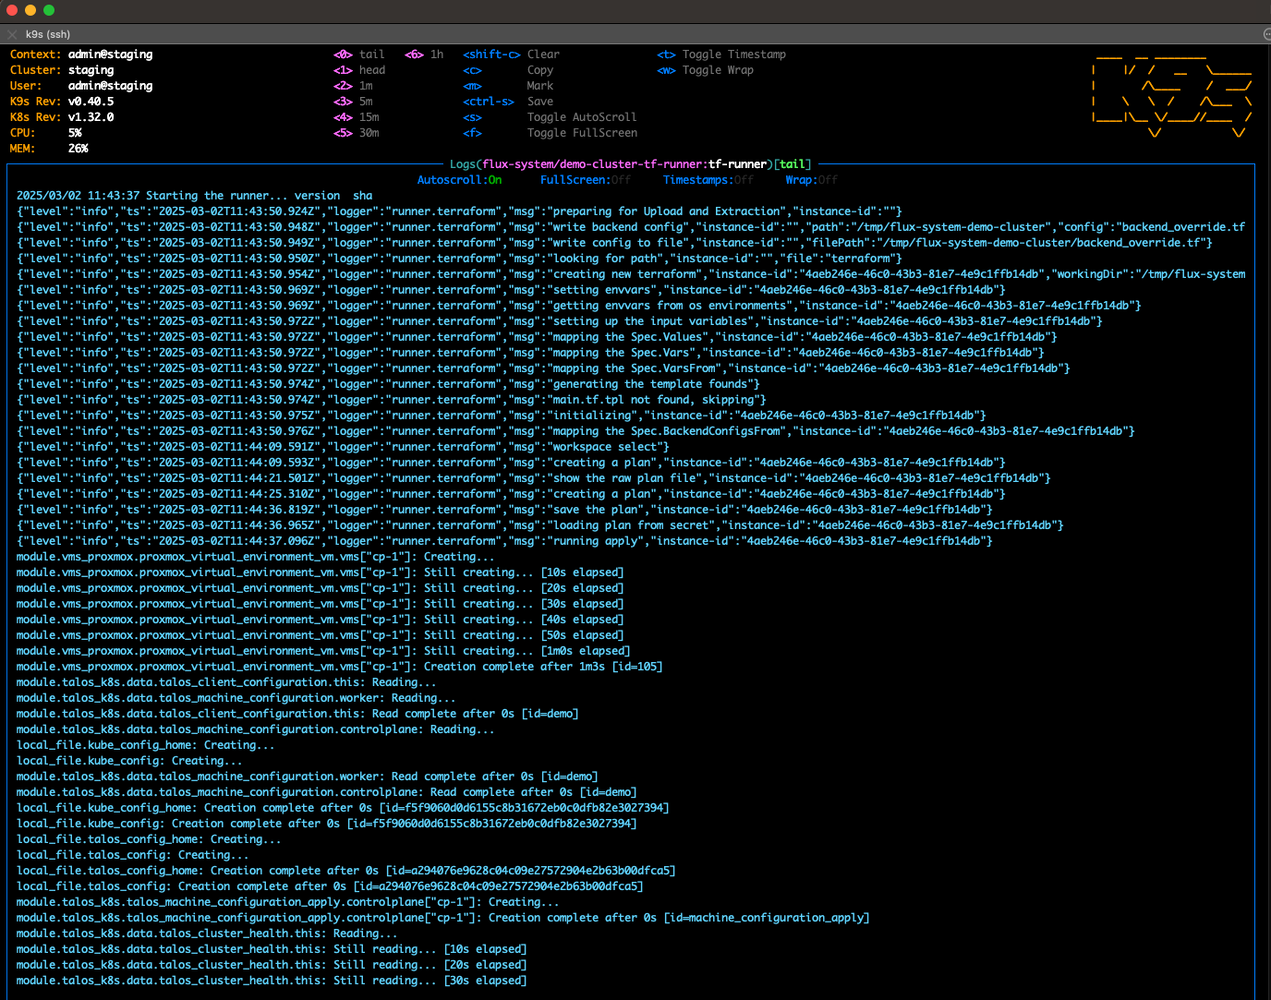 k9s (ssh)
Context: admin@staging <0> tail <6> 1h <shift-c> Clear <t> Toggle Timestamp
Cluster: staging <1> head <c> Copy <w> Toggle Wrap
User: admin@staging <2> 1m <m> Mark
K9s Rev: v0.40.5 <3> 5m <ctrl-s> Save
K8s Rev: v1.32.0 <4> 15m <s> Toggle AutoScroll
CPU: 5% <5> 30m <f> Toggle FullScreen
MEM: 26%
Logs(flux-system/demo-cluster-tf-runner:tf-runner)[tail]
Autoscroll:On FullScreen:Off Timestamps:Off Wrap:Off
2025/03/02 11:43:37 Starting the runner... version  sha
{"level":"info","ts":"2025-03-02T11:43:50.924Z","logger":"runner.terraform","msg":"preparing for Upload and Extraction","instance-id":""}
{"level":"info","ts":"2025-03-02T11:43:50.948Z","logger":"runner.terraform","msg":"write backend config","instance-id":"","path":"/tmp/flux-system-demo-cluster","config":"backend_override.tf
{"level":"info","ts":"2025-03-02T11:43:50.949Z","logger":"runner.terraform","msg":"write config to file","instance-id":"","filePath":"/tmp/flux-system-demo-cluster/backend_override.tf"}
{"level":"info","ts":"2025-03-02T11:43:50.950Z","logger":"runner.terraform","msg":"looking for path","instance-id":"","file":"terraform"}
{"level":"info","ts":"2025-03-02T11:43:50.954Z","logger":"runner.terraform","msg":"creating new terraform","instance-id":"4aeb246e-46c0-43b3-81e7-4e9c1ffb14db","workingDir":"/tmp/flux-system
{"level":"info","ts":"2025-03-02T11:43:50.969Z","logger":"runner.terraform","msg":"setting envvars","instance-id":"4aeb246e-46c0-43b3-81e7-4e9c1ffb14db"}
{"level":"info","ts":"2025-03-02T11:43:50.969Z","logger":"runner.terraform","msg":"getting envvars from os environments","instance-id":"4aeb246e-46c0-43b3-81e7-4e9c1ffb14db"}
{"level":"info","ts":"2025-03-02T11:43:50.972Z","logger":"runner.terraform","msg":"setting up the input variables","instance-id":"4aeb246e-46c0-43b3-81e7-4e9c1ffb14db"}
{"level":"info","ts":"2025-03-02T11:43:50.972Z","logger":"runner.terraform","msg":"mapping the Spec.Values","instance-id":"4aeb246e-46c0-43b3-81e7-4e9c1ffb14db"}
{"level":"info","ts":"2025-03-02T11:43:50.972Z","logger":"runner.terraform","msg":"mapping the Spec.Vars","instance-id":"4aeb246e-46c0-43b3-81e7-4e9c1ffb14db"}
{"level":"info","ts":"2025-03-02T11:43:50.972Z","logger":"runner.terraform","msg":"mapping the Spec.VarsFrom","instance-id":"4aeb246e-46c0-43b3-81e7-4e9c1ffb14db"}
{"level":"info","ts":"2025-03-02T11:43:50.974Z","logger":"runner.terraform","msg":"generating the template founds"}
{"level":"info","ts":"2025-03-02T11:43:50.974Z","logger":"runner.terraform","msg":"main.tf.tpl not found, skipping"}
{"level":"info","ts":"2025-03-02T11:43:50.975Z","logger":"runner.terraform","msg":"initializing","instance-id":"4aeb246e-46c0-43b3-81e7-4e9c1ffb14db"}
{"level":"info","ts":"2025-03-02T11:43:50.976Z","logger":"runner.terraform","msg":"mapping the Spec.BackendConfigsFrom","instance-id":"4aeb246e-46c0-43b3-81e7-4e9c1ffb14db"}
{"level":"info","ts":"2025-03-02T11:44:09.591Z","logger":"runner.terraform","msg":"workspace select"}
{"level":"info","ts":"2025-03-02T11:44:09.593Z","logger":"runner.terraform","msg":"creating a plan","instance-id":"4aeb246e-46c0-43b3-81e7-4e9c1ffb14db"}
{"level":"info","ts":"2025-03-02T11:44:21.501Z","logger":"runner.terraform","msg":"show the raw plan file","instance-id":"4aeb246e-46c0-43b3-81e7-4e9c1ffb14db"}
{"level":"info","ts":"2025-03-02T11:44:25.310Z","logger":"runner.terraform","msg":"creating a plan","instance-id":"4aeb246e-46c0-43b3-81e7-4e9c1ffb14db"}
{"level":"info","ts":"2025-03-02T11:44:36.819Z","logger":"runner.terraform","msg":"save the plan","instance-id":"4aeb246e-46c0-43b3-81e7-4e9c1ffb14db"}
{"level":"info","ts":"2025-03-02T11:44:36.965Z","logger":"runner.terraform","msg":"loading plan from secret","instance-id":"4aeb246e-46c0-43b3-81e7-4e9c1ffb14db"}
{"level":"info","ts":"2025-03-02T11:44:37.096Z","logger":"runner.terraform","msg":"running apply","instance-id":"4aeb246e-46c0-43b3-81e7-4e9c1ffb14db"}
module.vms_proxmox.proxmox_virtual_environment_vm.vms["cp-1"]: Creating...
module.vms_proxmox.proxmox_virtual_environment_vm.vms["cp-1"]: Still creating... [10s elapsed]
module.vms_proxmox.proxmox_virtual_environment_vm.vms["cp-1"]: Still creating... [20s elapsed]
module.vms_proxmox.proxmox_virtual_environment_vm.vms["cp-1"]: Still creating... [30s elapsed]
module.vms_proxmox.proxmox_virtual_environment_vm.vms["cp-1"]: Still creating... [40s elapsed]
module.vms_proxmox.proxmox_virtual_environment_vm.vms["cp-1"]: Still creating... [50s elapsed]
module.vms_proxmox.proxmox_virtual_environment_vm.vms["cp-1"]: Still creating... [1m0s elapsed]
module.vms_proxmox.proxmox_virtual_environment_vm.vms["cp-1"]: Creation complete after 1m3s [id=105]
module.talos_k8s.data.talos_client_configuration.this: Reading...
module.talos_k8s.data.talos_machine_configuration.worker: Reading...
module.talos_k8s.data.talos_client_configuration.this: Read complete after 0s [id=demo]
module.talos_k8s.data.talos_machine_configuration.controlplane: Reading...
local_file.kube_config_home: Creating...
local_file.kube_config: Creating...
module.talos_k8s.data.talos_machine_configuration.worker: Read complete after 0s [id=demo]
module.talos_k8s.data.talos_machine_configuration.controlplane: Read complete after 0s [id=demo]
local_file.kube_config_home: Creation complete after 0s [id=f5f9060d0d6155c8b31672eb0c0dfb82e3027394]
local_file.kube_config: Creation complete after 0s [id=f5f9060d0d6155c8b31672eb0c0dfb82e3027394]
local_file.talos_config_home: Creating...
local_file.talos_config: Creating...
local_file.talos_config_home: Creation complete after 0s [id=a294076e9628c04c09e27572904e2b63b00dfca5]
local_file.talos_config: Creation complete after 0s [id=a294076e9628c04c09e27572904e2b63b00dfca5]
module.talos_k8s.talos_machine_configuration_apply.controlplane["cp-1"]: Creating...
module.talos_k8s.talos_machine_configuration_apply.controlplane["cp-1"]: Creation complete after 0s [id=machine_configuration_apply]
module.talos_k8s.data.talos_cluster_health.this: Reading...
module.talos_k8s.data.talos_cluster_health.this: Still reading... [10s elapsed]
module.talos_k8s.data.talos_cluster_health.this: Still reading... [20s elapsed]
module.talos_k8s.data.talos_cluster_health.this: Still reading... [30s elapsed]